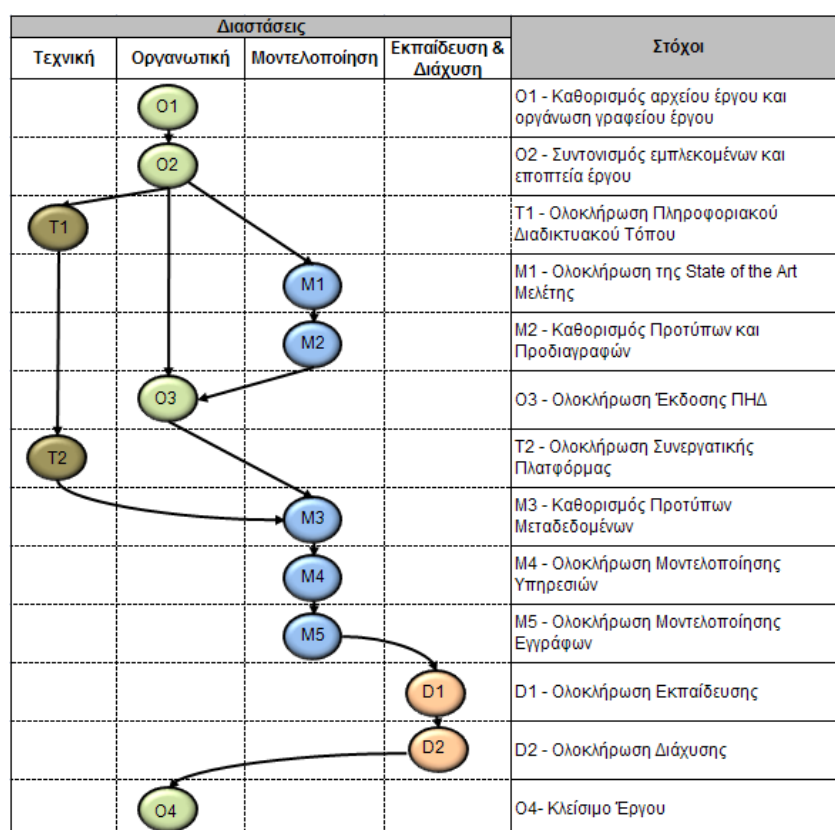 Διαστάσεις
Στόχοι
Τεχνική
Οργανωτική
Μοντελοποίηση
Εκπαίδευση &
Διάχυση
O1
O1 - Καθορισμός αρχείου έργου και
οργάνωση γραφείου έργου
O2
O2 - Συντονισμός εμπλεκομένων και
εποπτεία έργου
T1
T1 - Ολοκλήρωση Πληροφοριακού
Διαδικτυακού Τόπου
M1
M1 - Ολοκλήρωση της State of the Art
Μελέτης
M2
M2 - Καθορισμός Προτύπων και
Προδιαγραφών
O3
O3 - Ολοκλήρωση Έκδοσης ΠΗΔ
T2
T2 - Ολοκλήρωση Συνεργατικής
Πλατφόρμας
M3
M3 - Καθορισμός Προτύπων
Μεταδεδομένων
M4
M4 - Ολοκλήρωση Μοντελοποίησης
Υπηρεσιών
M5
M5 - Ολοκλήρωση Μοντελοποίησης
Εγγράφων
D1
D1 - Ολοκλήρωση Εκπαίδευσης
D2
D2 - Ολοκλήρωση Διάχυσης
O4
O4- Κλείσιμο Έργου